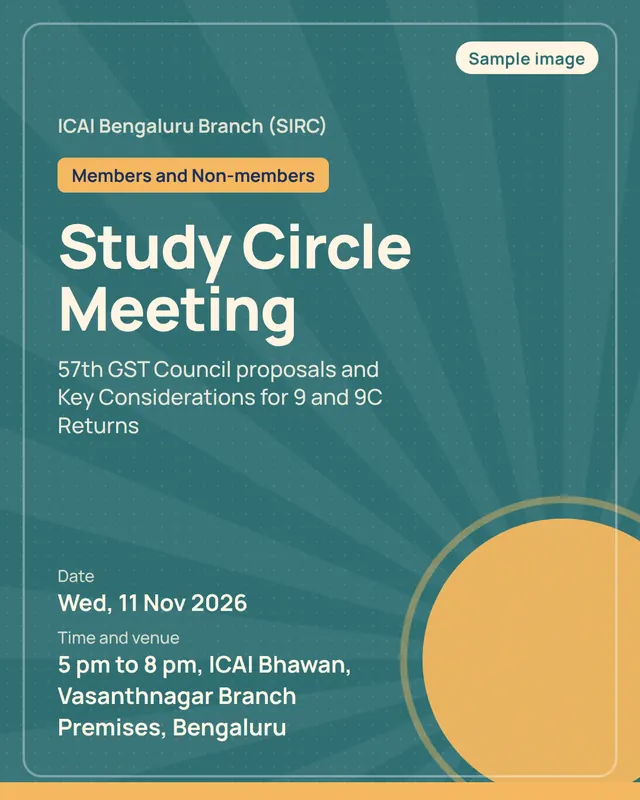 Sample image
ICAI Bengaluru Branch (SIRC)
Members and Non-members
Study Circle
Meeting
57th GST Council proposals and
Key Considerations for 9 and 9C
Returns
Date
Wed, 11 Nov 2026
Time and venue
5 pm to 8 pm, ICAI Bhawan,
Vasanthnagar Branch
Premises, Bengaluru